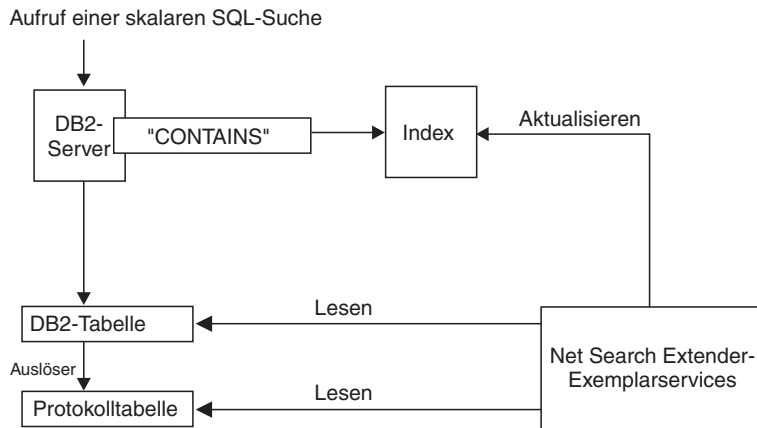 Aufruf einer skalaren SQL-Suche
DB2-
Server
"CONTAINS"
Index
Aktualisieren
DB2-Tabelle
Lesen
Auslöser
Protokolltabelle
Lesen
Net Search Extender-
Exemplarservices